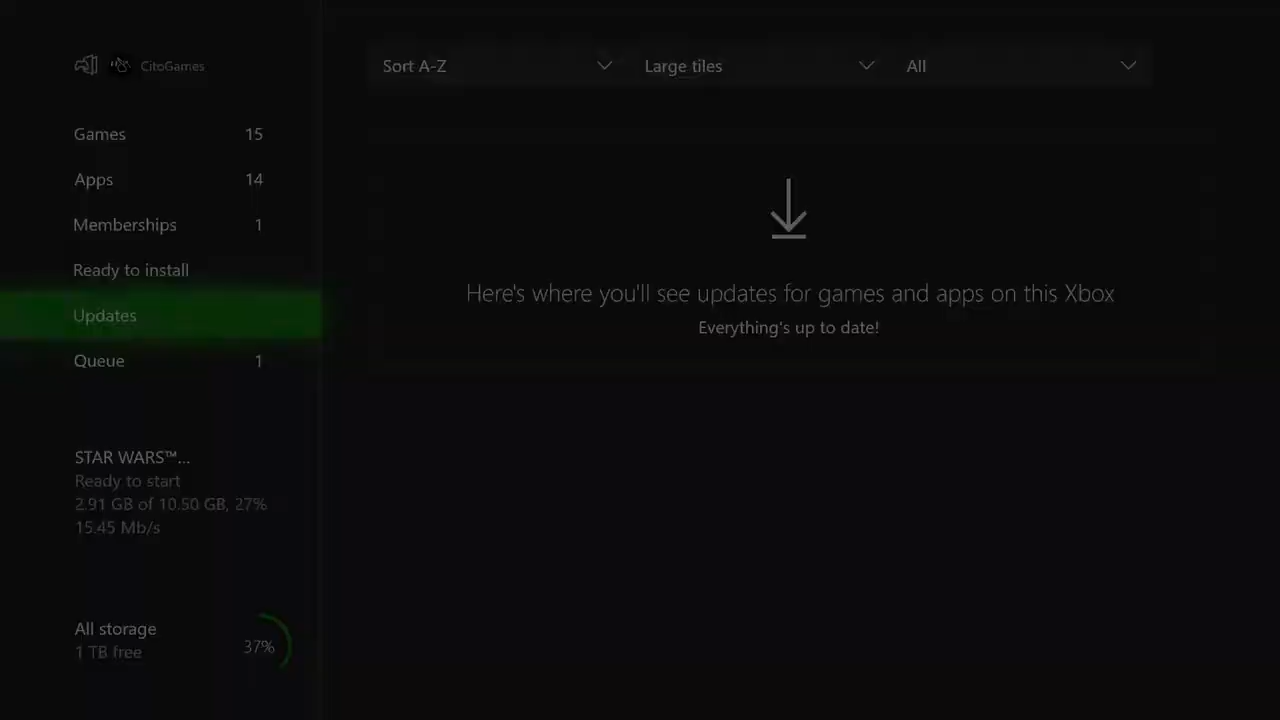 CitoGames
Games 15
Apps 14
Memberships 1
Ready to install
Updates
Queue 1
STAR WARS™...
Ready to start
2.91 GB of 10.50 GB, 27%
15.45 Mb/s
All storage
1 TB free
37%
Sort A-Z
Large tiles
All
Here's where you'll see updates for games and apps on this Xbox
Everything's up to date!